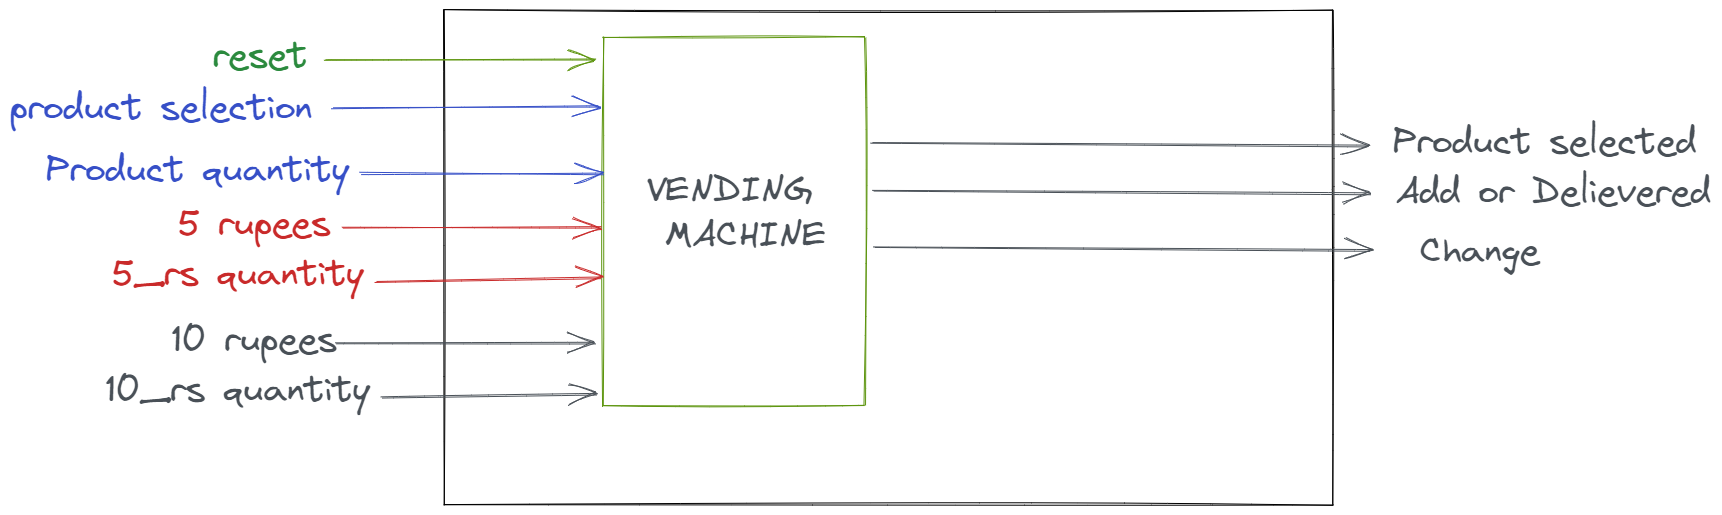 reset
product selection
Product quantity
5 rupees
5_rs quantity
10 rupees
10_rs quantity
VENDING
MACHINE
Product selected
Add or Delievered
Change